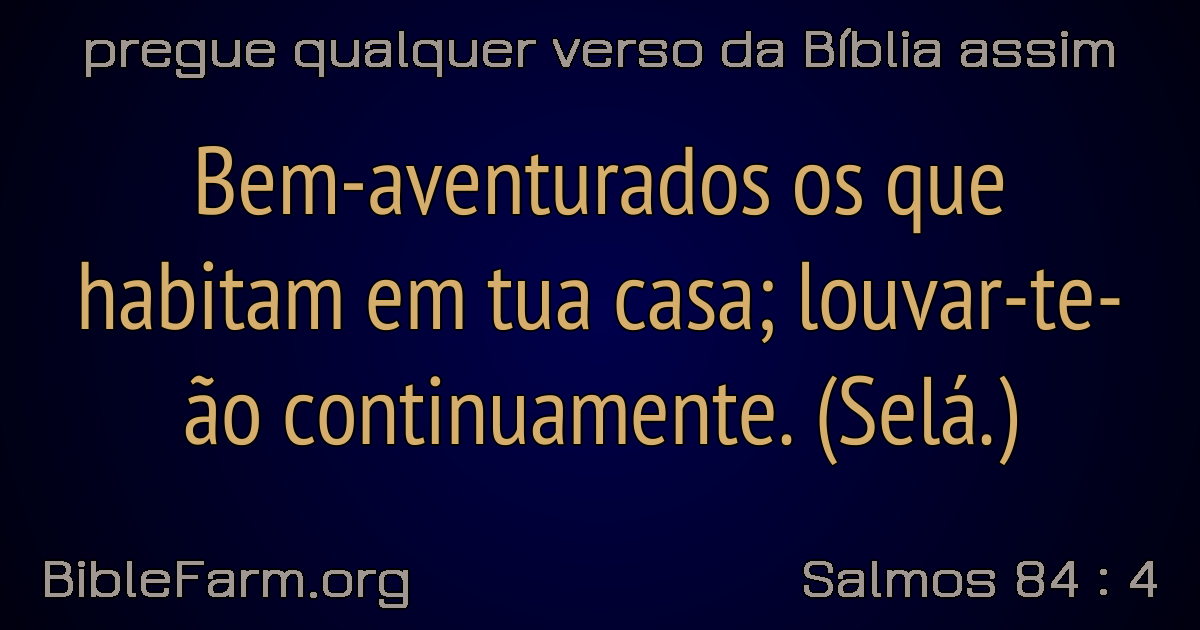 pregue qualquer verso da Bíblia assim
Bem-aventurados os que
habitam em tua casa; louvar-te-
ão continuamente. (Selá.)
BibleFarm.org
Salmos 84 : 4